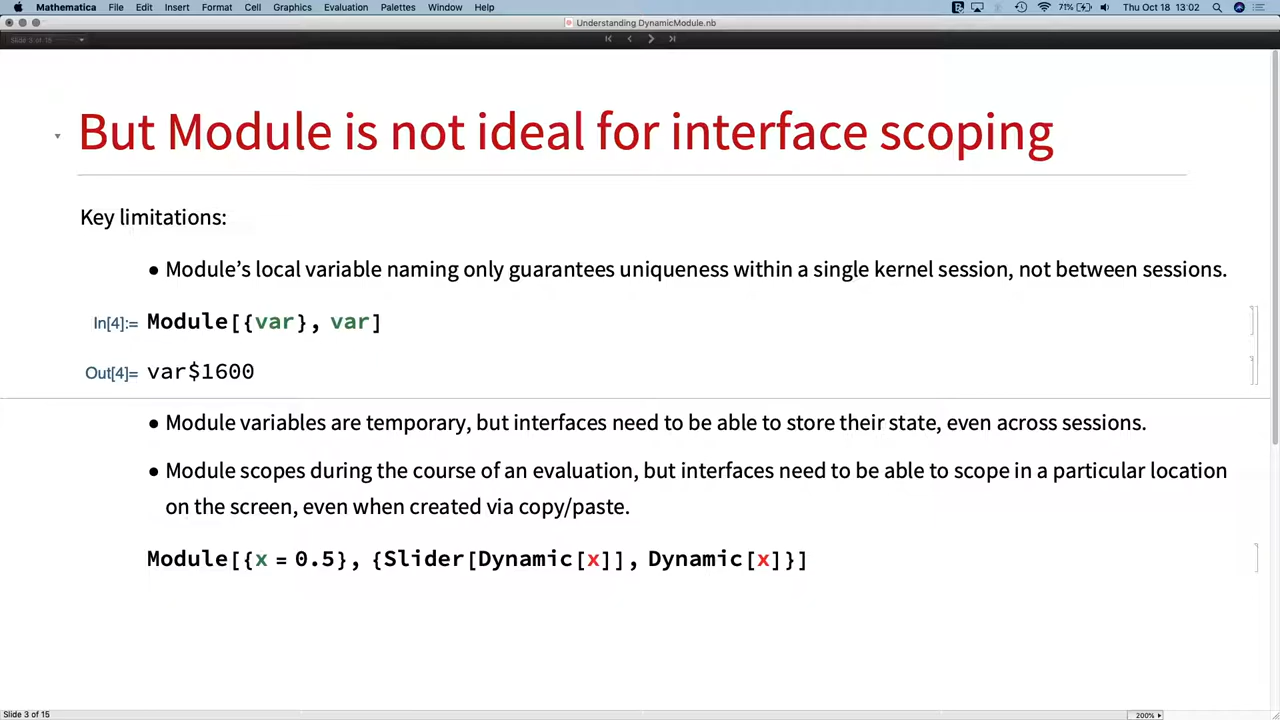 Mathematica File Edit Insert Format Cell Graphics Evaluation Palettes Window Help 71% Thu Oct 18 13:02
Understanding DynamicModule.nb
Slide 3 of 15
But Module is not ideal for interface scoping
Key limitations:
● Module’s local variable naming only guarantees uniqueness within a single kernel session, not between sessions.
In[4]:= Module[{var}, var]
Out[4]= var$1600
● Module variables are temporary, but interfaces need to be able to store their state, even across sessions.
● Module scopes during the course of an evaluation, but interfaces need to be able to scope in a particular location
on the screen, even when created via copy/paste.
Module[{x = 0.5}, {Slider[Dynamic[x]], Dynamic[x]}]
Slide 3 of 15 200%